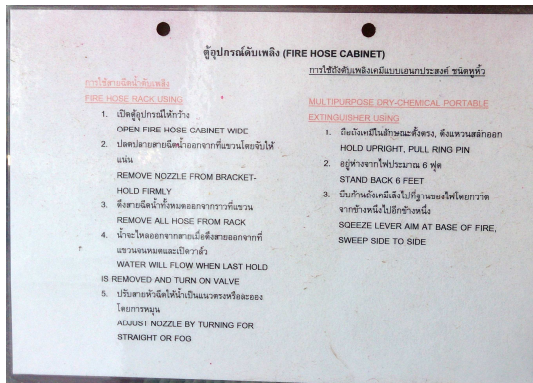 ตู้อุปกรณ์ดับเพลิง (FIRE HOSE CABINET)
การใช้สายฉีดน้ำดับเพลิง
FIRE HOSE RACK USING
1. เปิดตู้อุปกรณ์ให้กว้าง
OPEN FIRE HOSE CABINET WIDE
2. ปลดปลายสายฉีดน้ำออกจากที่แขวนโดยจับให้
แน่น
REMOVE NOZZLE FROM BRACKET-
HOLD FIRMLY
3. ดึงสายฉีดน้ำทั้งหมดออกจากราวที่แขวน
REMOVE ALL HOSE FROM RACK
4. น้ำจะไหลออกจากสายเมื่อดึงสายออกจากที่
แขวนจนหมดและเปิดวาล์ว
WATER WILL FLOW WHEN LAST HOLD
IS REMOVED AND TURN ON VALVE
5. ปรับสายหัวฉีดให้น้ำเป็นแนวตรงหรือละออง
โดยการหมุน
ADJUST NOZZLE BY TURNING FOR
STRAIGHT OR FOG
การใช้ถังดับเพลิงเคมีแบบเอนกประสงค์ ชนิดหูหิ้ว
MULTIPURPOSE DRY-CHEMICAL PORTABLE
EXTINGUISHER USING
1. ถือถังเคมีในลักษณะตั้งตรง, ดึงแหวนสลักออก
HOLD UPRIGHT, PULL RING PIN
2. อยู่ห่างจากไฟประมาณ 6 ฟุต
STAND BACK 6 FEET
3. บีบก้านถังเคมีเล็งไปที่ฐานของไฟโดยกวาด
จากข้างหนึ่งไปอีกข้างหนึ่ง
SQEEZE LEVER AIM AT BASE OF FIRE,
SWEEP SIDE TO SIDE